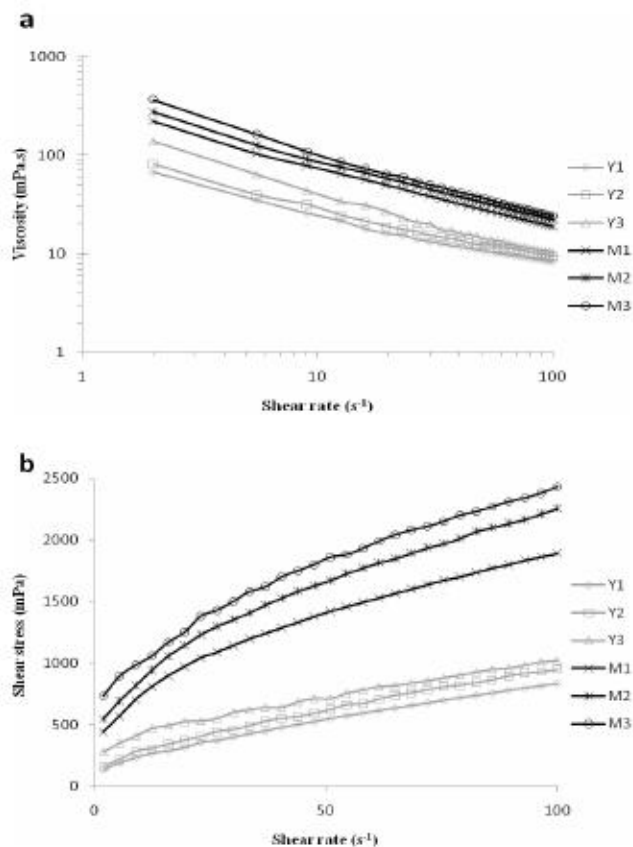 a
1000
100
10
1
Viscosity (mPa.s)
1
10
100
Shear rate (s-1)
Y1
Y2
Y3
M1
M2
M3
b
2500
2000
1500
1000
500
0
Shear stress (mPa)
0
50
100
Shear rate (s-1)
Y1
Y2
Y3
M1
M2
M3